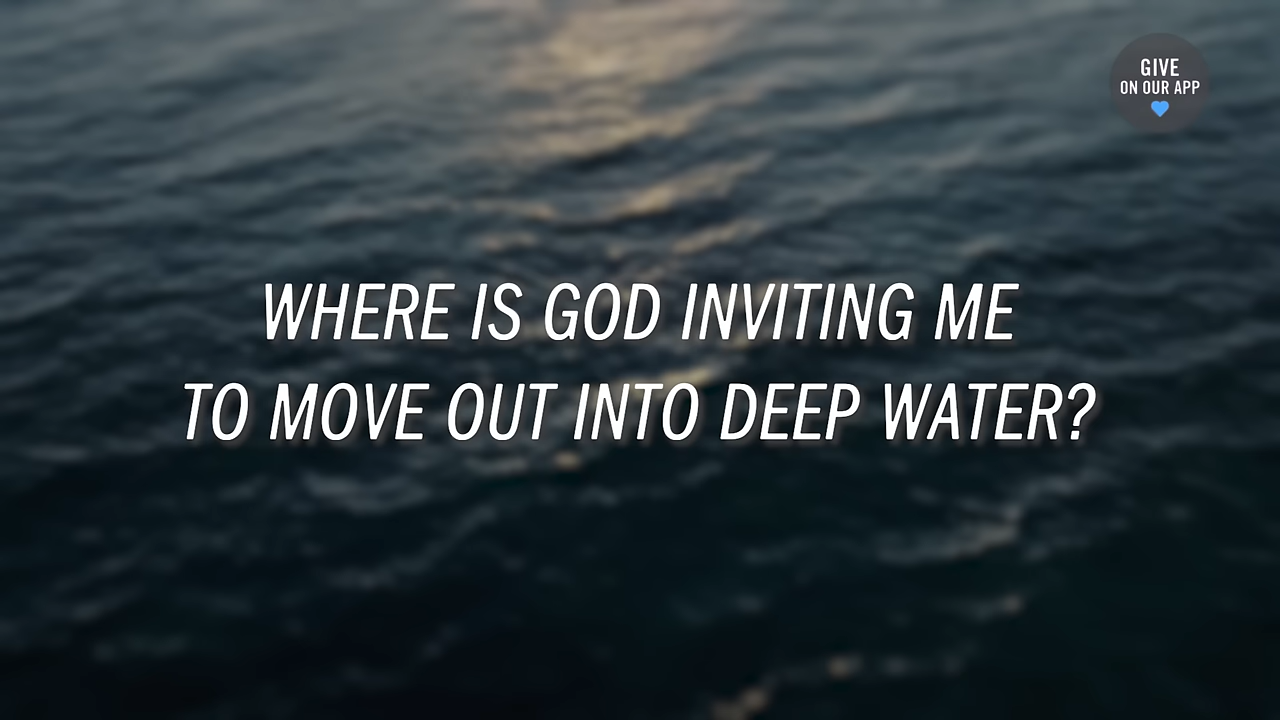 GIVE
ON OUR APP
WHERE IS GOD INVITING ME
TO MOVE OUT INTO DEEP WATER?